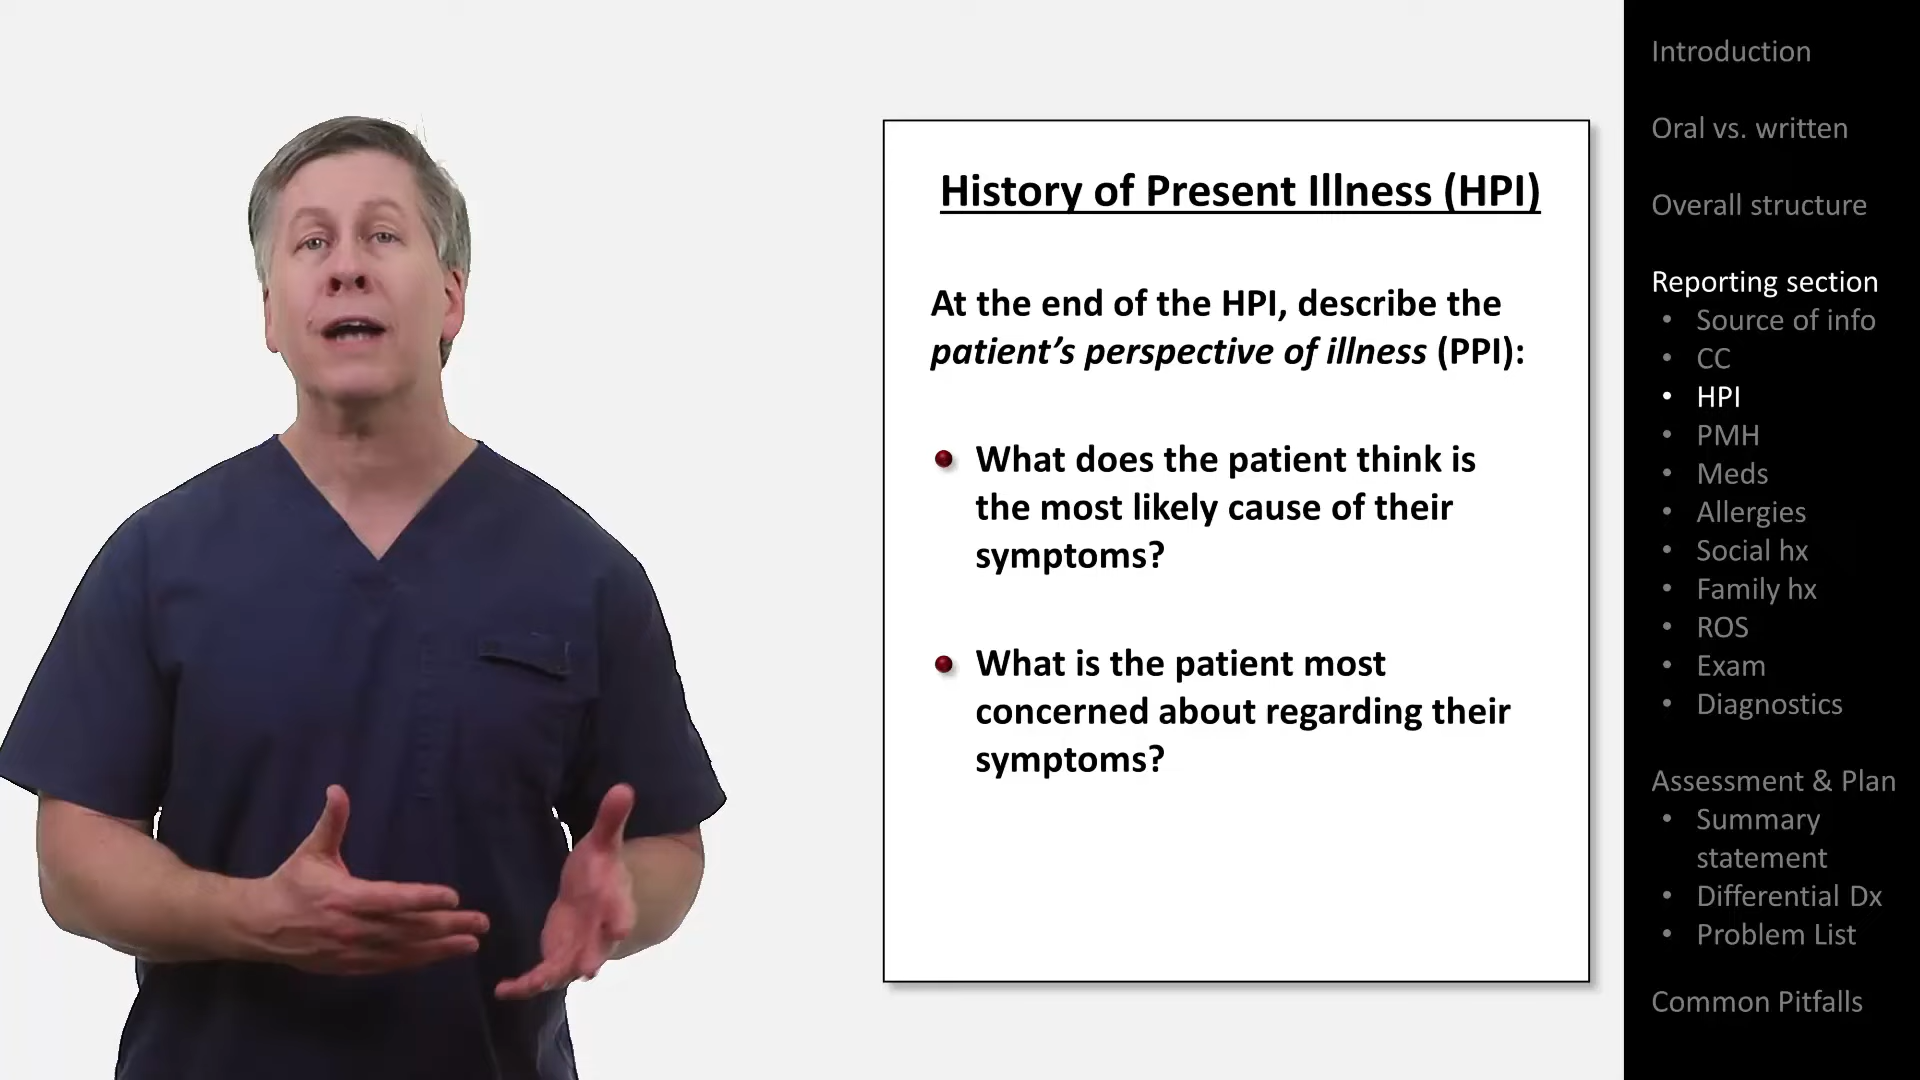 History of Present Illness (HPI)
At the end of the HPI, describe the
patient’s perspective of illness (PPI):
• What does the patient think is
the most likely cause of their
symptoms?
• What is the patient most
concerned about regarding their
symptoms?
Introduction
Oral vs. written
Overall structure
Reporting section
• Source of info
• CC
• HPI
• PMH
• Meds
• Allergies
• Social hx
• Family hx
• ROS
• Exam
• Diagnostics
Assessment & Plan
• Summary
statement
• Differential Dx
• Problem List
Common Pitfalls